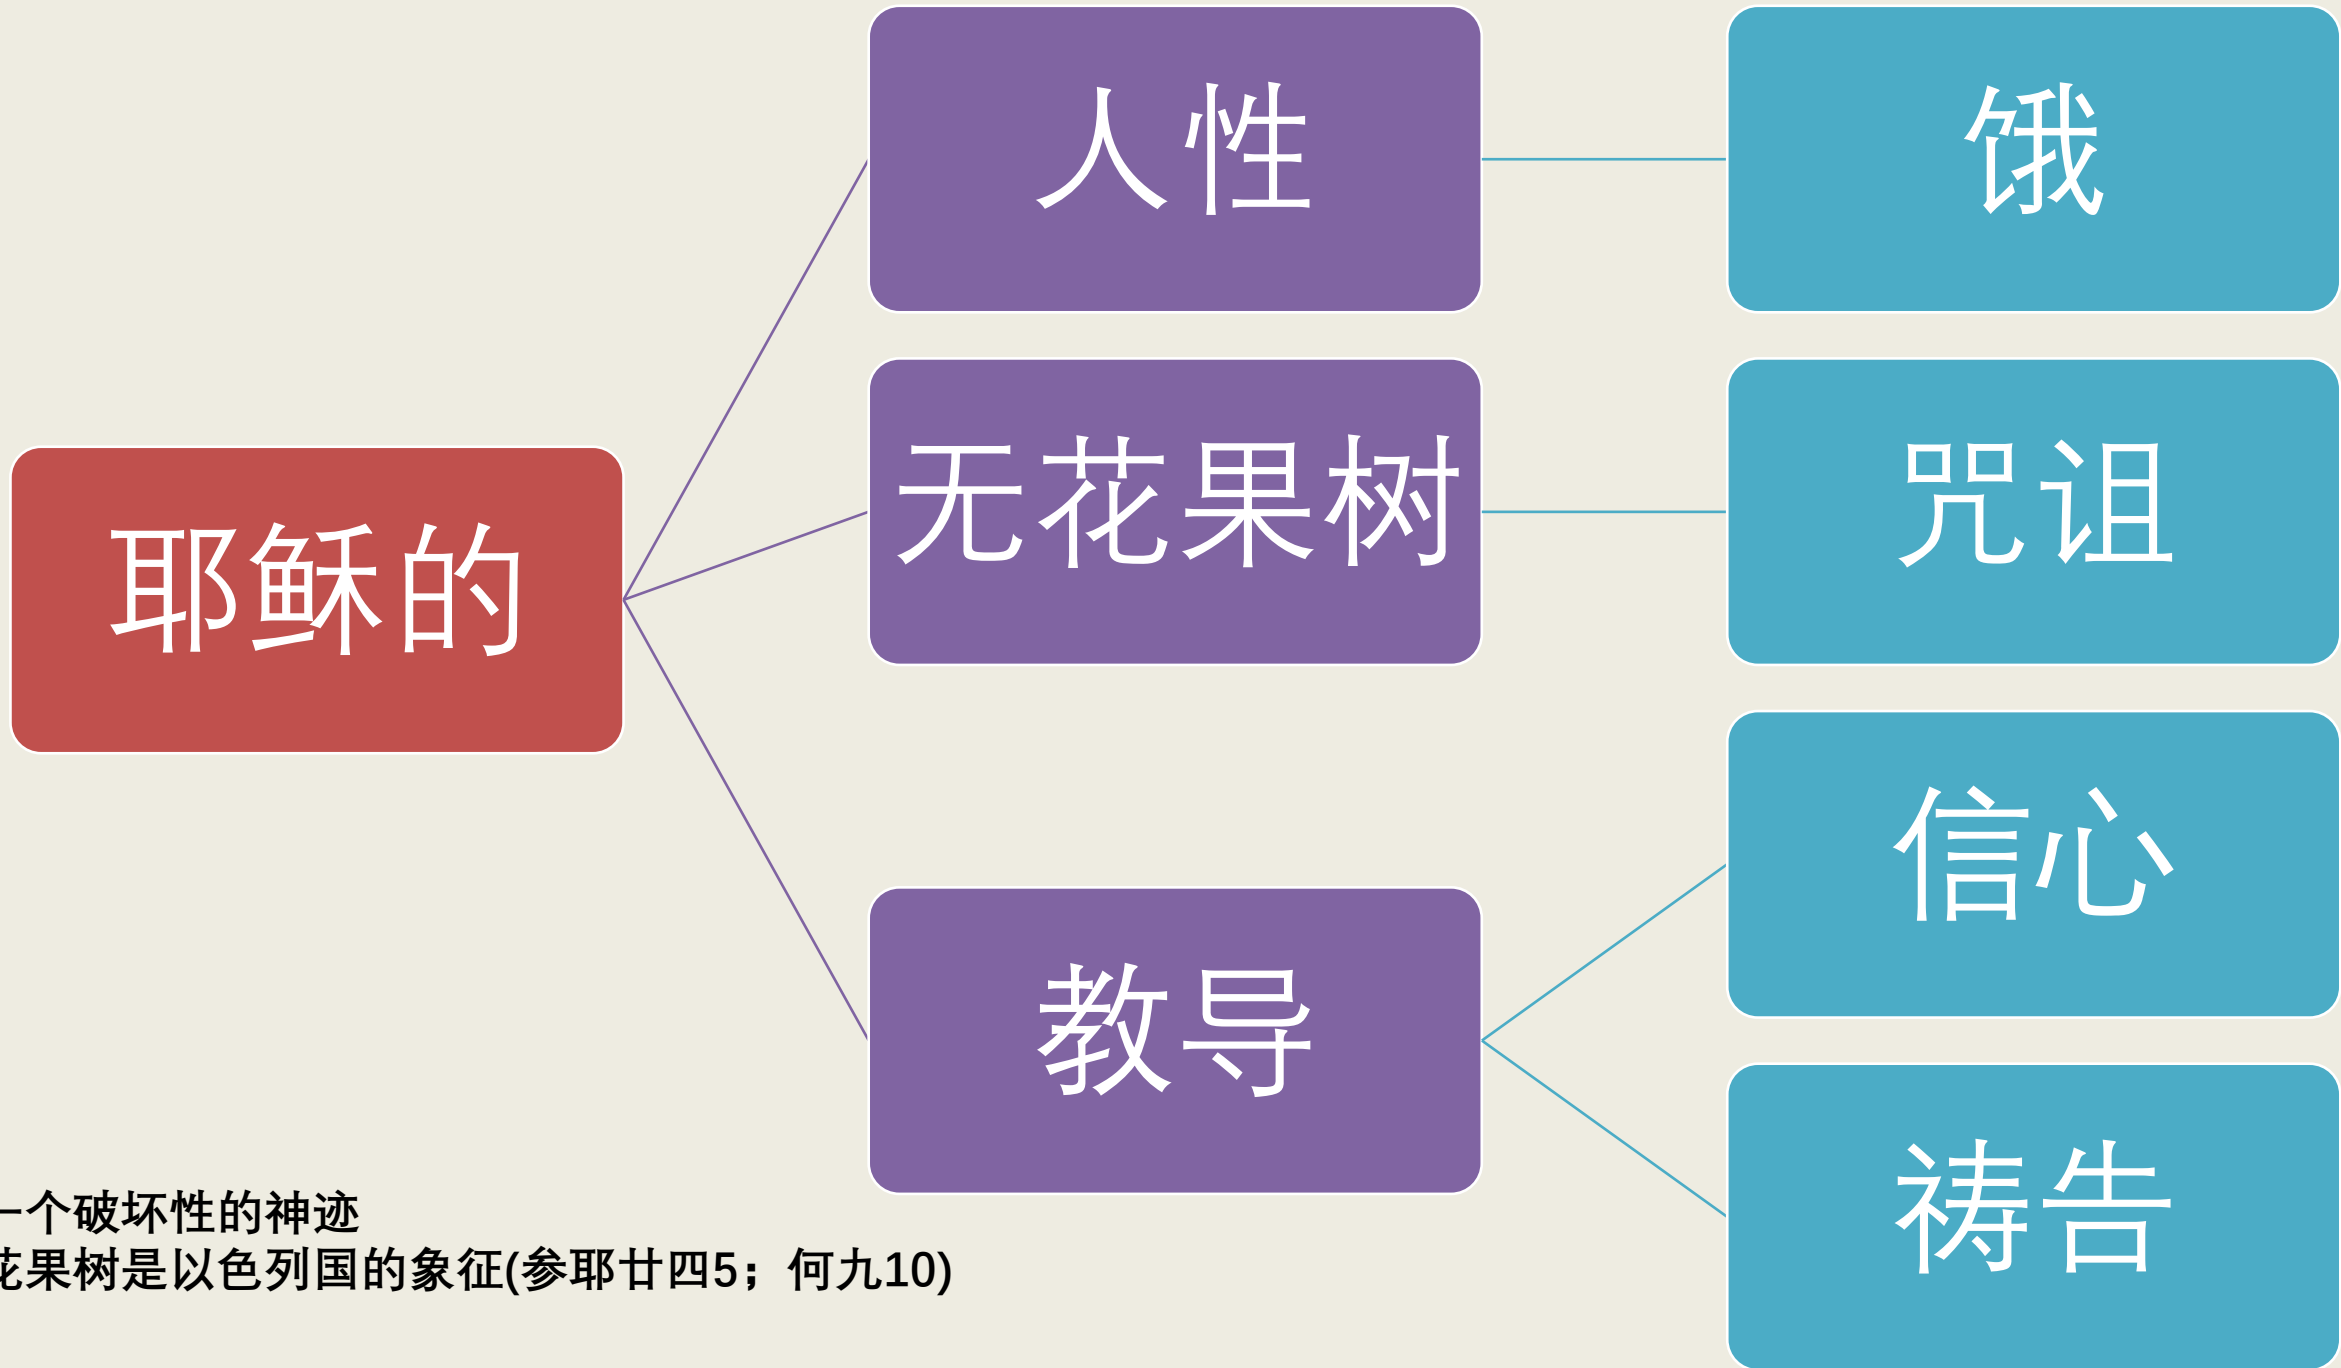 耶稣的
人性
饿
无花果树
咒诅
教导
信心
祷告
一个破坏性的神迹
花果树是以色列国的象征(参耶廿四5；何九10)